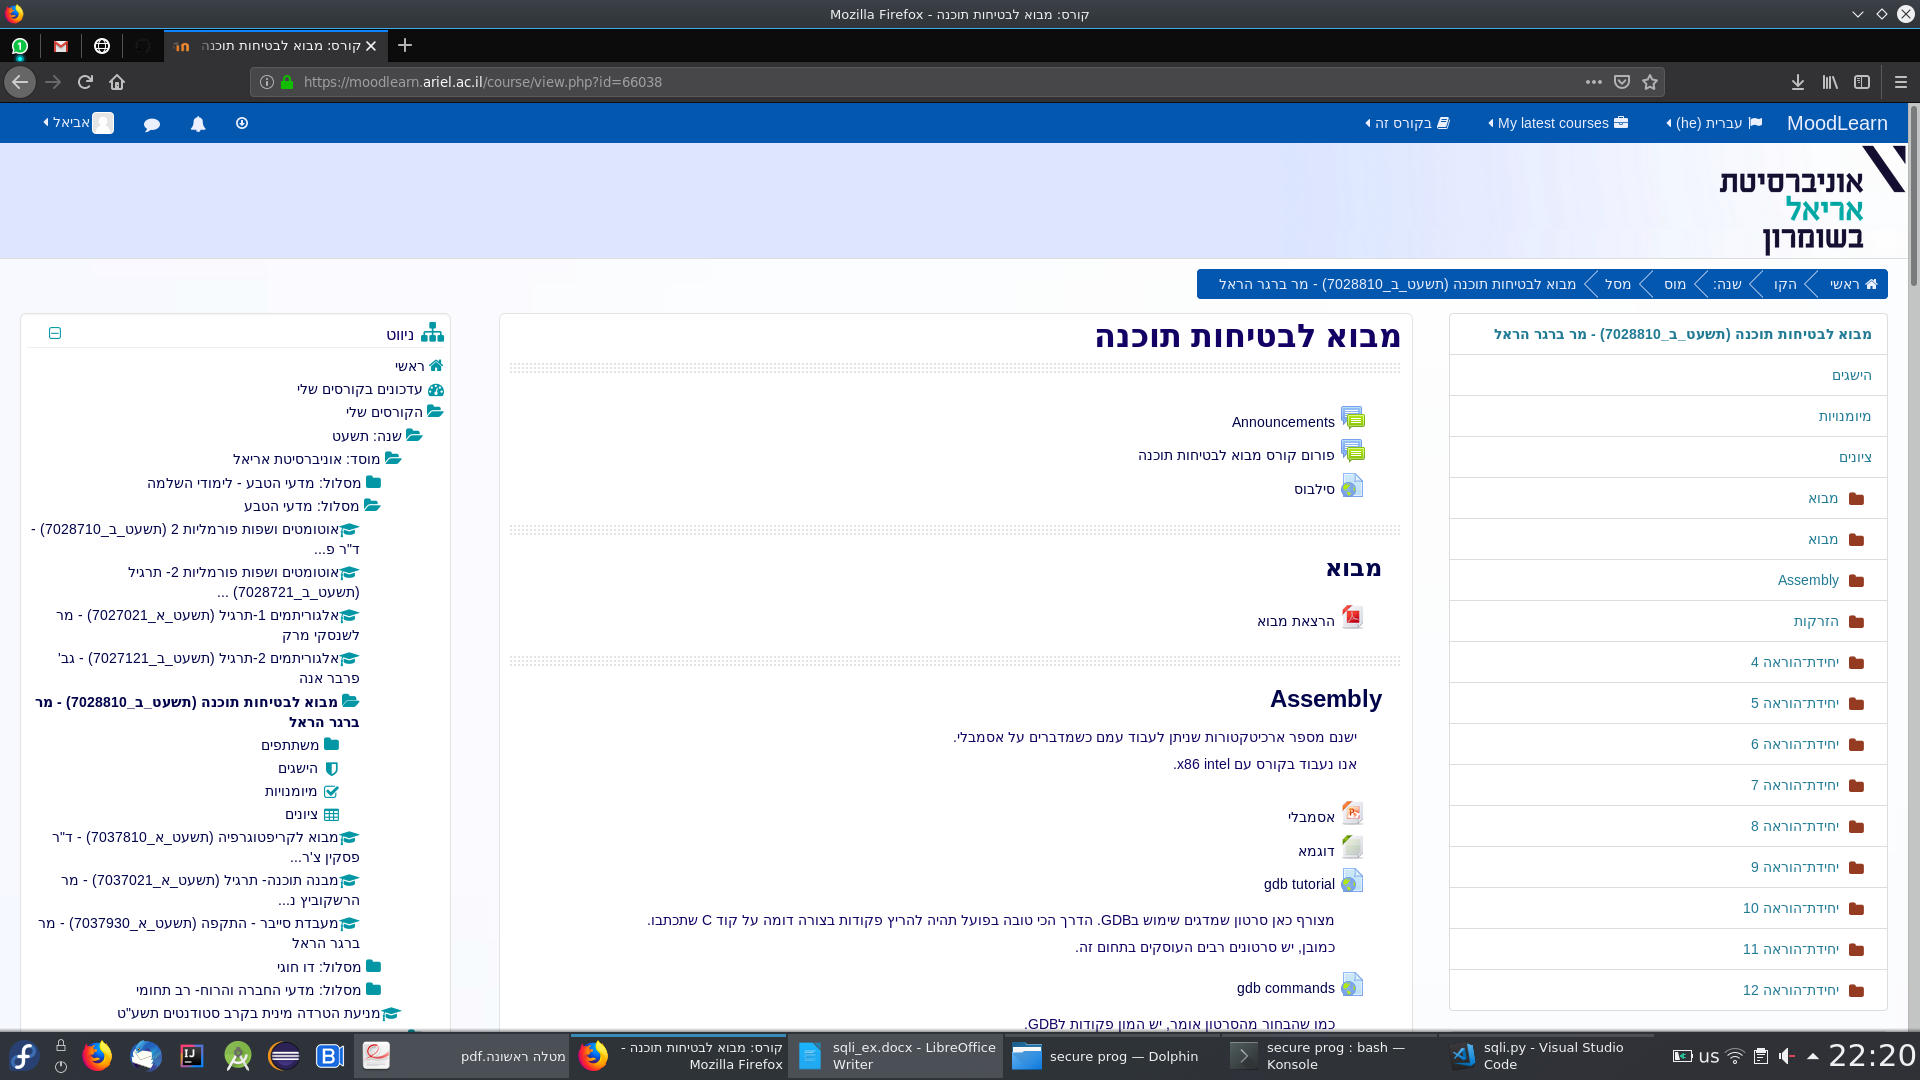 קורס: מבוא לבטיחות תוכנה - Mozilla Firefox
קורס: מבוא לבטיחות תוכנה
https://moodlearn.ariel.ac.il/course/view.php?id=66038
MoodLearn
עברית (he)
My latest courses
בקורס זה
אביאל
אוניברסיטת
אריאל
בשומרון
ראשי
הקו
שנה:
מוס
מסל
מבוא לבטיחות תוכנה (תשעט_ב_7028810) - מר ברגר הראל
מבוא לבטיחות תוכנה (תשעט_ב_7028810) - מר ברגר הראל
הישגים
מיומנויות
ציונים
מבוא
מבוא
Assembly
הזרקות
יחידת־הוראה 4
יחידת־הוראה 5
יחידת־הוראה 6
יחידת־הוראה 7
יחידת־הוראה 8
יחידת־הוראה 9
יחידת־הוראה 10
יחידת־הוראה 11
יחידת־הוראה 12
מבוא לבטיחות תוכנה
Announcements
פורום קורס מבוא לבטיחות תוכנה
סילבוס
מבוא
הרצאת מבוא
Assembly
ישנם מספר ארכיטקטורות שניתן לעבוד עמם כשמדברים על אסמבלי.
אנו נעבוד בקורס עם x86 intel.
אסמבלי
דוגמא
gdb tutorial
מצורף כאן סרטון שמדגים שימוש בGDB. הדרך הכי טובה בפועל תהיה להריץ פקודות בצורה דומה על קוד C שתכתבו.
כמובן, יש סרטונים רבים העוסקים בתחום זה.
gdb commands
כמו שהבחור מהסרטון אומר, יש המון פקודות לGDB.
ניווט
ראשי
עדכונים בקורסים שלי
הקורסים שלי
שנה: תשעט
מוסד: אוניברסיטת אריאל
מסלול: מדעי הטבע - לימודי השלמה
מסלול: מדעי הטבע
אוטומטים ושפות פורמליות 2 (תשעט_ב_7028710) -
ד"ר פ...
אוטומטים ושפות פורמליות 2- תרגיל
(תשעט_ב_7028721) ...
אלגוריתמים 1-תרגיל (תשעט_א_7027021) - מר
לשנסקי מרק
אלגוריתמים 2-תרגיל (תשעט_ב_7027121) - גב'
פרבר אנה
מבוא לבטיחות תוכנה (תשעט_ב_7028810) - מר
ברגר הראל
משתתפים
הישגים
מיומנויות
ציונים
מבוא לקריפטוגרפיה (תשעט_א_7037810) - ד"ר
פסקין צ'ר...
מבנה תוכנה- תרגיל (תשעט_א_7037021) - מר
הרשקוביץ נ...
מעבדת סייבר - התקפה (תשעט_א_7037930) - מר
ברגר הראל
מסלול: דו חוגי
מסלול: מדעי החברה והרוח- רב תחומי
מניעת הטרדה מינית בקרב סטודנטים תשע"ט
מטלה ראשונה.pdf
קורס: מבוא לבטיחות תוכנה -
Mozilla Firefox
sqli_ex.docx - LibreOffice
Writer
secure prog — Dolphin
secure prog : bash —
Konsole
sqli.py - Visual Studio
Code
us
22:20